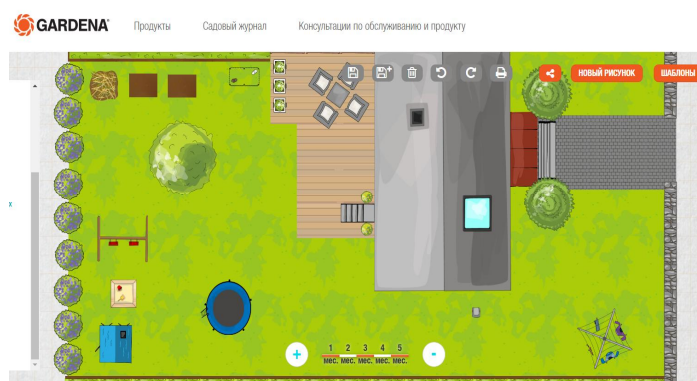 GARDENA
Продукты Садовый журнал Консультации по обслуживанию и продукту
НОВЫЙ РИСУНОК ШАБЛОНЫ
x
1 2 3 4 5
мес. мес. мес. мес. мес.